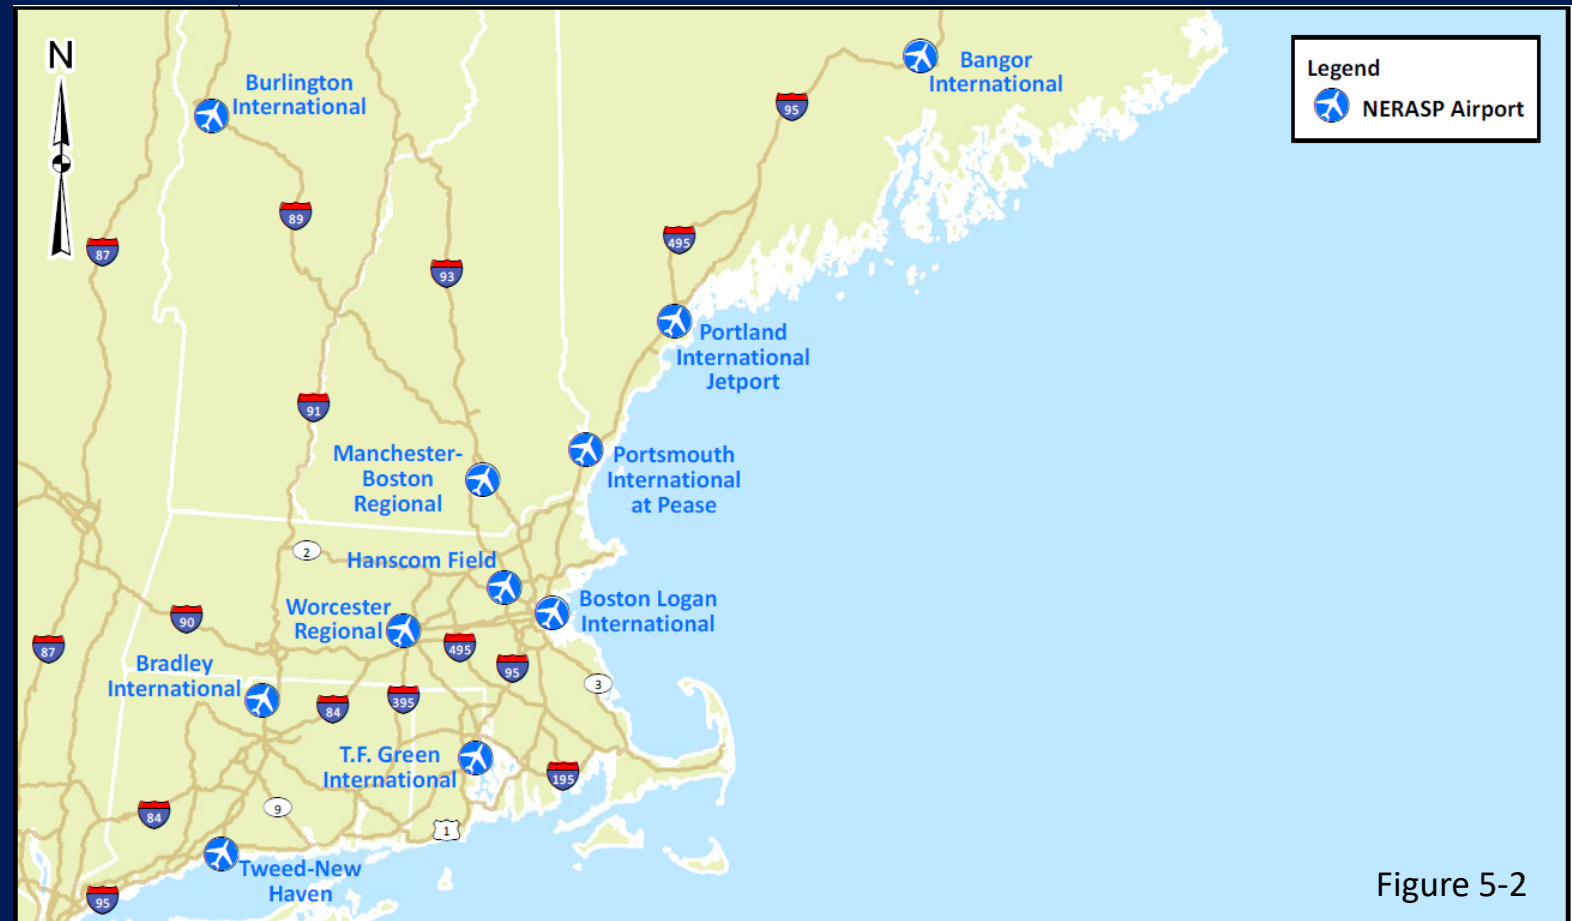 N
Burlington
International
Bangor
International
Legend
NERASP Airport
95
89
87
495
93
Portland
International
Jetport
91
Manchester-
Boston
Regional
Portsmouth
International
at Pease
2
Hanscom Field
Boston Logan
International
Worcester
Regional
90
87
495
95
Bradley
International
3
395
84
T.F. Green
International
195
84
9
1
Tweed-New
Haven
95
Figure 5-2